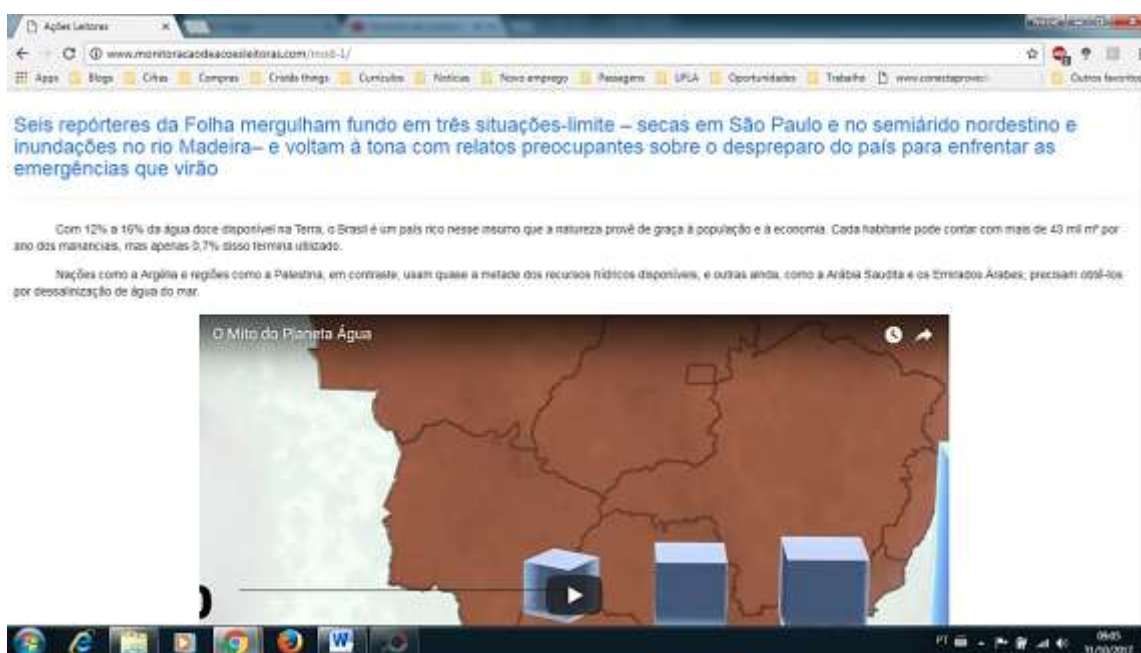 Ações Leitoras
www.monitoracaodeacoesleitoras.com/mod-1/
Apps Blogs Cifras Compras Cronds things Currículos Notícias Novo emprego Passagens UFLA Oportunidades Trabalho Outros favoritos
Seis repórteres da Folha mergulham fundo em três situações-limite – secas em São Paulo e no semiárido nordestino e
inundações no rio Madeira– e voltam à tona com relatos preocupantes sobre o despreparo do país para enfrentar as
emergências que virão
Com 12% a 16% da água doce disponível na Terra, o Brasil é um país rico nesse insumo que a natureza provê de graça à população e à economia. Cada habitante pode contar com mais de 43 mil m³ por
ano dos mananciais, mas apenas 0,7% disso termina utilizado.
Nações como a Argélia e regiões como a Palestina, em contraste, usam quase a metade dos recursos hídricos disponíveis, e outras ainda, como a Arábia Saudita e os Emirados Árabes, precisam obtê-los
por dessalinização de água do mar.
O Mito do Planeta Água
PT
09:05
31/10/2017